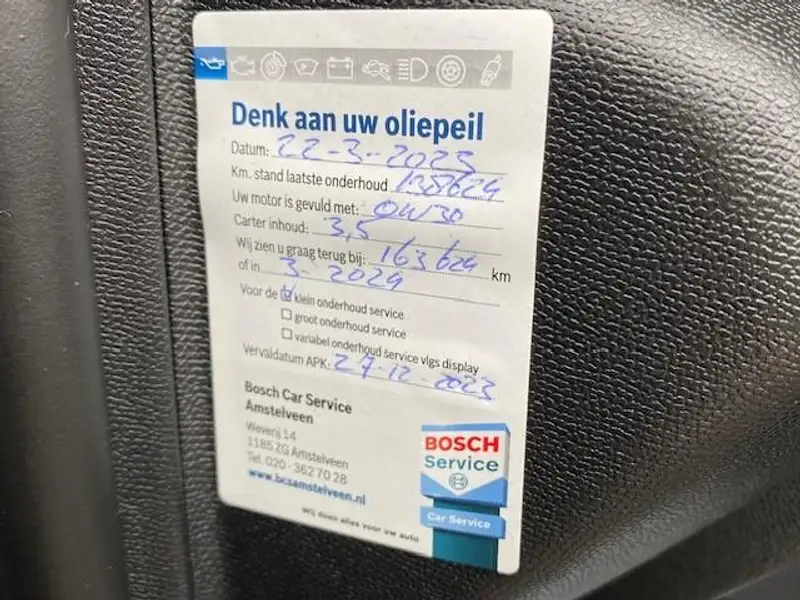 Denk aan uw oliepeil
Datum: 22-3-2023
Km. stand laatste onderhoud 138624
Uw motor is gevuld met: 0W30
Carter inhoud: 3,5
Wij zien u graag terug bij: 163624 km
of in 3-2024
Voor de klein onderhoud service
groot onderhoud service
variabel onderhoud service vlgs display
Vervaldatum APK: 27-12-2023
Bosch Car Service
Amstelveen
Weverij 14
1185 ZG Amstelveen
Tel. 020 - 362 70 28
www.bcsamstelveen.nl
Wij doen alles voor uw auto
BOSCH
Service
Car Service